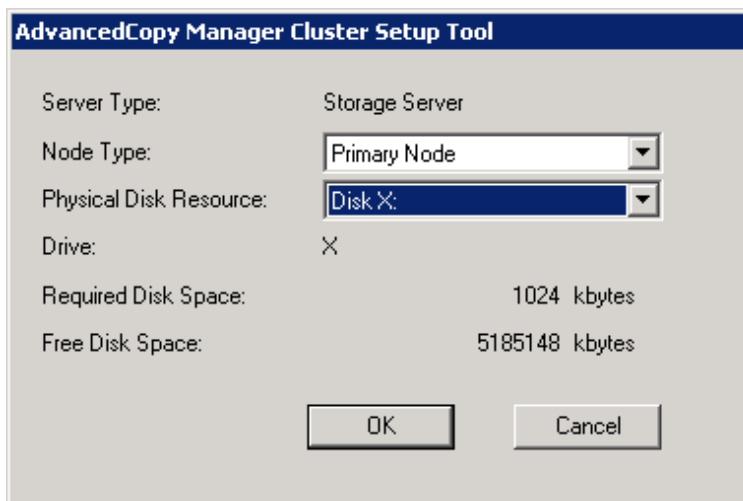 AdvancedCopy Manager Cluster Setup Tool
Server Type: Storage Server
Node Type: Primary Node
Physical Disk Resource: Disk X:
Drive: X
Required Disk Space: 1024 kbytes
Free Disk Space: 5185148 kbytes
OK Cancel